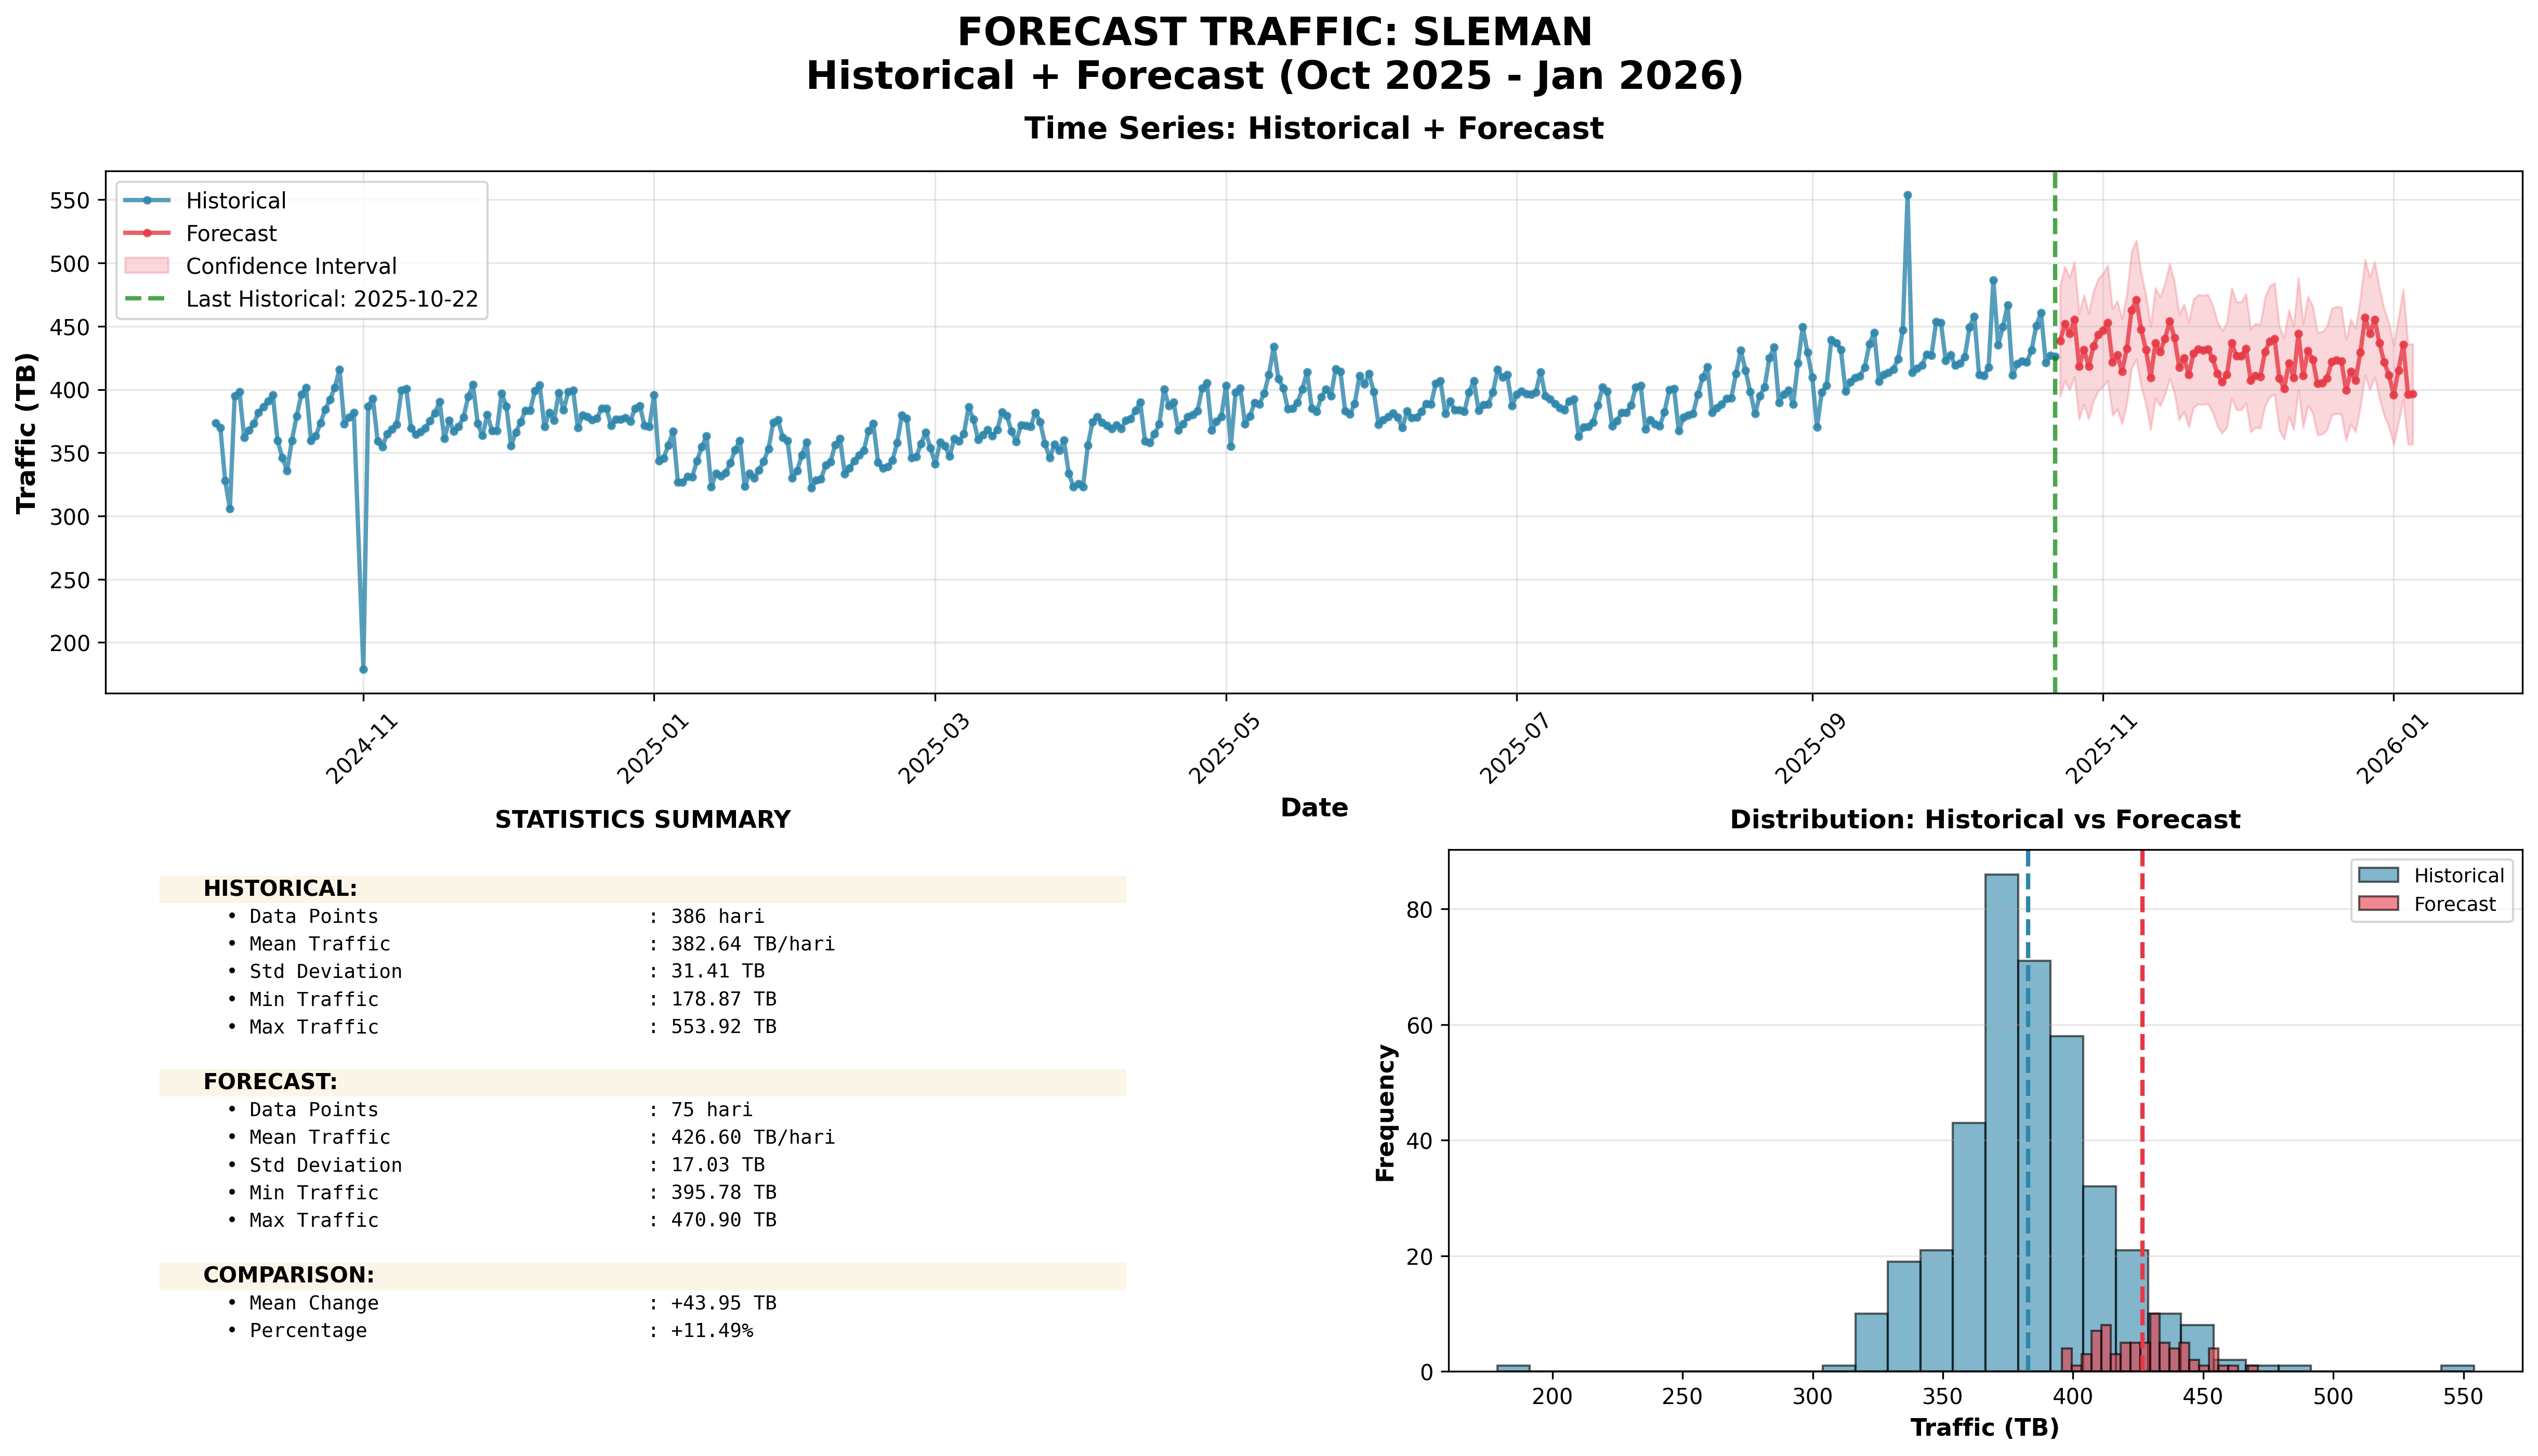 FORECAST TRAFFIC: SLEMAN
Historical + Forecast (Oct 2025 - Jan 2026)
Time Series: Historical + Forecast
Historical
Forecast
Confidence Interval
Last Historical: 2025-10-22
Traffic (TB)
550
500
450
400
350
300
250
200
2024-11
2025-01
2025-03
2025-05
2025-07
2025-09
2025-11
2026-01
Date
STATISTICS SUMMARY
HISTORICAL:
• Data Points : 386 hari
• Mean Traffic : 382.64 TB/hari
• Std Deviation : 31.41 TB
• Min Traffic : 178.87 TB
• Max Traffic : 553.92 TB
FORECAST:
• Data Points : 75 hari
• Mean Traffic : 426.60 TB/hari
• Std Deviation : 17.03 TB
• Min Traffic : 395.78 TB
• Max Traffic : 470.90 TB
COMPARISON:
• Mean Change : +43.95 TB
• Percentage : +11.49%
Distribution: Historical vs Forecast
Historical
Forecast
Frequency
80
60
40
20
0
200
250
300
350
400
450
500
550
Traffic (TB)